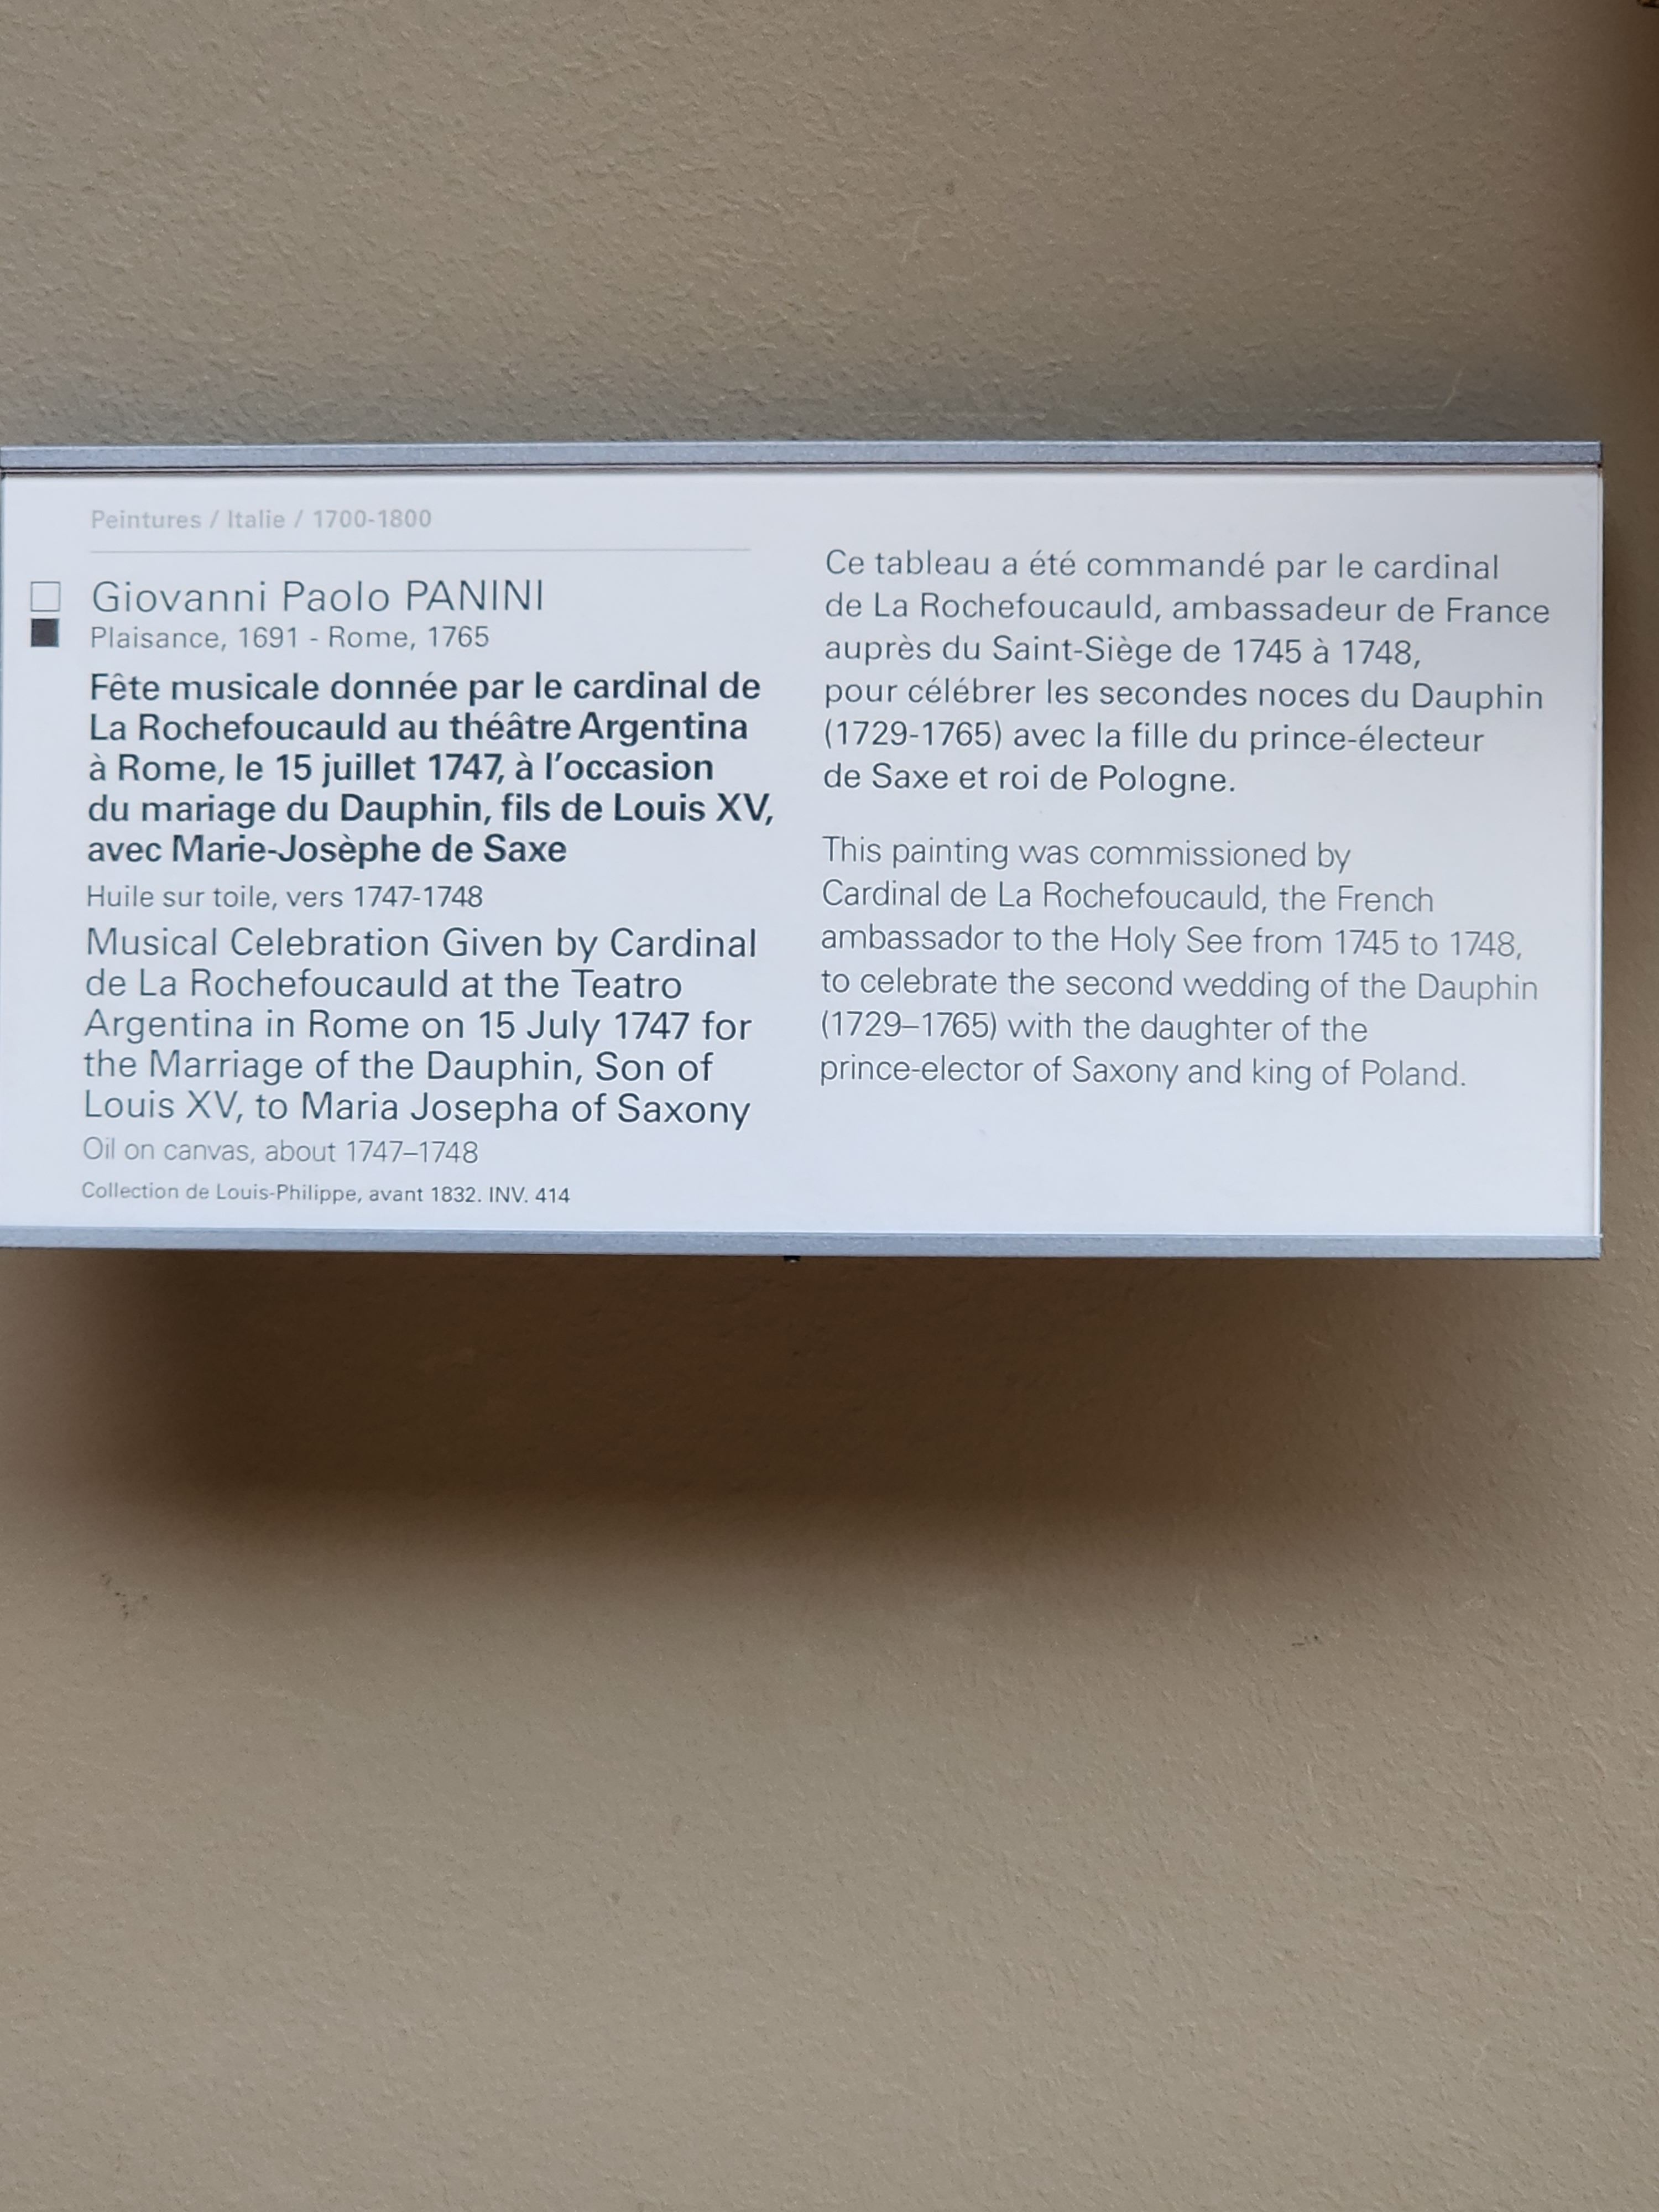 Peintures / Italie / 1700-1800
Giovanni Paolo PANINI
Plaisance, 1691 - Rome, 1765
Fête musicale donnée par le cardinal de
La Rochefoucauld au théâtre Argentina
à Rome, le 15 juillet 1747, à l'occasion
du mariage du Dauphin, fils de Louis XV,
avec Marie-Josèphe de Saxe
Huile sur toile, vers 1747-1748
Musical Celebration Given by Cardinal
de La Rochefoucauld at the Teatro
Argentina in Rome on 15 July 1747 for
the Marriage of the Dauphin, Son of
Louis XV, to Maria Josepha of Saxony
Oil on canvas, about 1747–1748
Collection de Louis-Philippe, avant 1832. INV. 414
Ce tableau a été commandé par le cardinal
de La Rochefoucauld, ambassadeur de France
auprès du Saint-Siège de 1745 à 1748,
pour célébrer les secondes noces du Dauphin
(1729-1765) avec la fille du prince-électeur
de Saxe et roi de Pologne.
This painting was commissioned by
Cardinal de La Rochefoucauld, the French
ambassador to the Holy See from 1745 to 1748,
to celebrate the second wedding of the Dauphin
(1729–1765) with the daughter of the
prince-elector of Saxony and king of Poland.